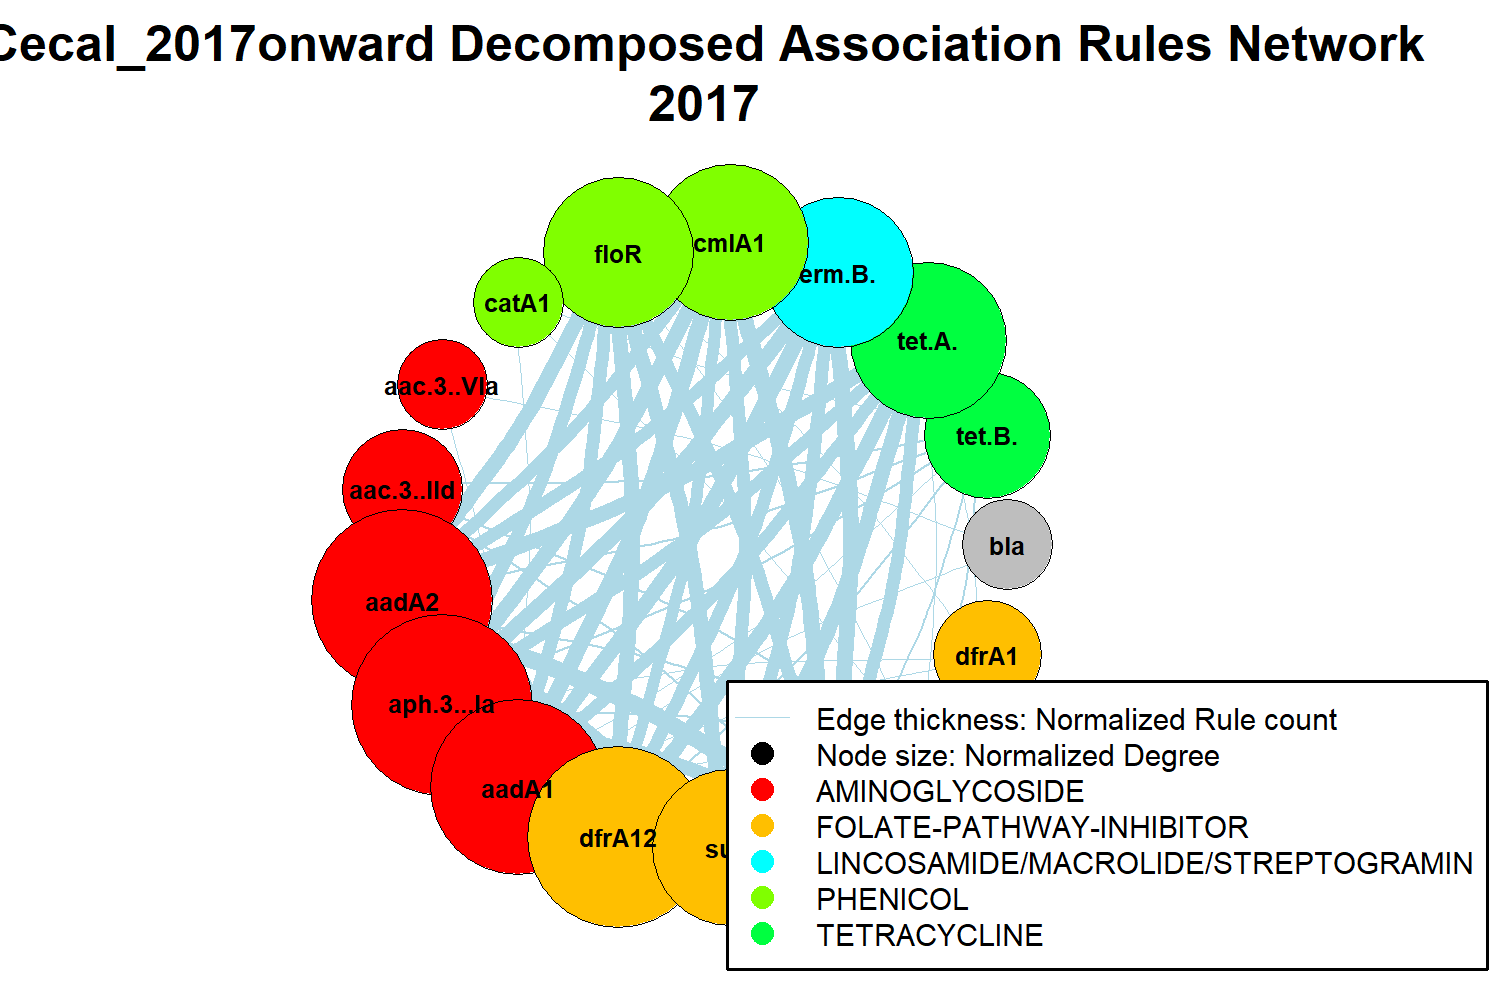 Cecal_2017onward Decomposed Association Rules Network
2017
cmlA1
floR
erm.B.
catA1
tet.A.
aac.3..VIa
tet.B.
aac.3..IId
bla
aadA2
dfrA1
aph.3...Ia
aadA1
dfrA12
su
Edge thickness: Normalized Rule count
Node size: Normalized Degree
AMINOGLYCOSIDE
FOLATE-PATHWAY-INHIBITOR
LINCOSAMIDE/MACROLIDE/STREPTOGRAMIN
PHENICOL
TETRACYCLINE